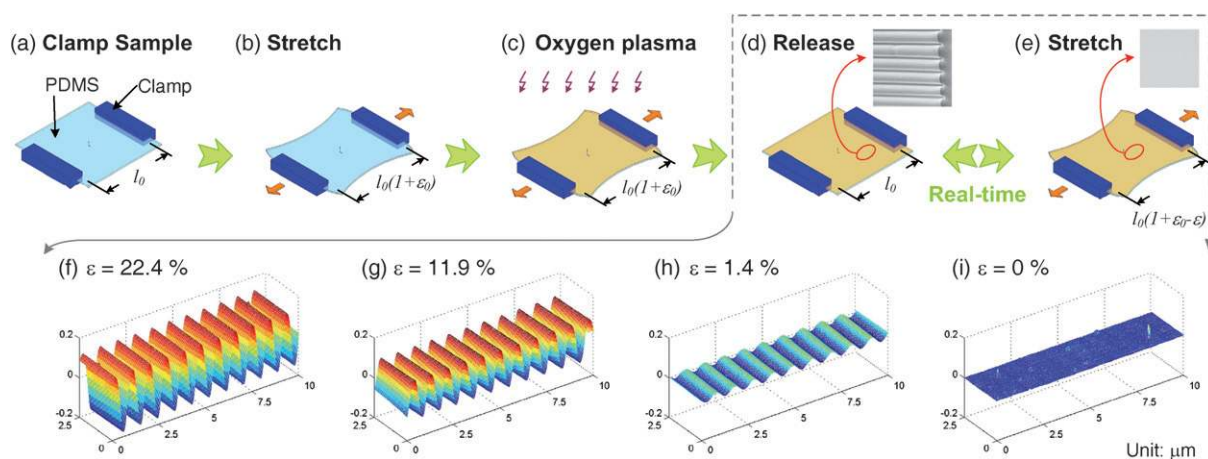 (a) Clamp Sample
(b) Stretch
(c) Oxygen plasma
(d) Release
(e) Stretch
PDMS
Clamp
l0
l0(1+ε0)
l0(1+ε0)
l0
Real-time
l0(1+ε0-ε)
(f) ε = 22.4 %
(g) ε = 11.9 %
(h) ε = 1.4 %
(i) ε = 0 %
0.2
0
-0.2
2.5
0
0
2.5
5
7.5
10
0.2
0
-0.2
2.5
0
0
2.5
5
7.5
10
0.2
0
-0.2
2.5
0
0
2.5
5
7.5
10
0.2
0
-0.2
2.5
0
0
2.5
5
7.5
10
Unit: μm